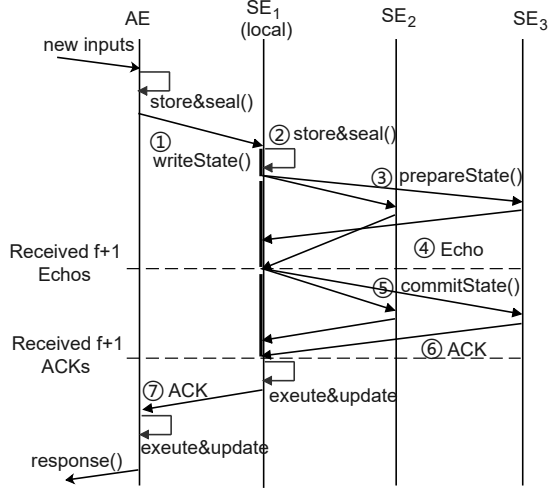 AE
SE1
(local)
SE2
SE3
new inputs
store&seal()
① writeState()
② store&seal()
③ prepareState()
④ Echo
Received f+1
Echos
⑤ commitState()
Received f+1
ACKs
⑥ ACK
⑦ ACK
exeute&update
exeute&update
response()